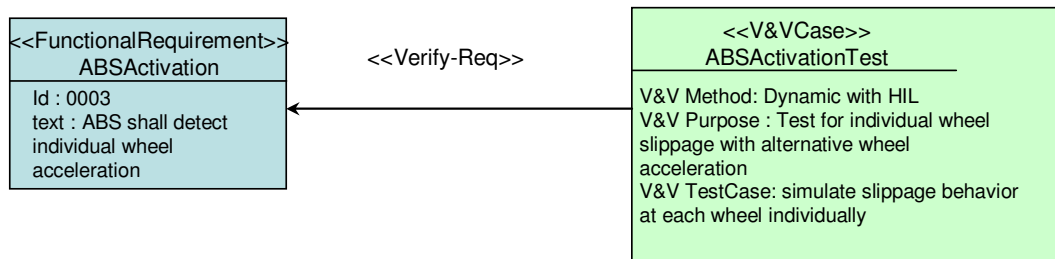 <<FunctionalRequirement>>
ABSActivation
Id : 0003
text : ABS shall detect
individual wheel
acceleration
<<Verify-Req>>
<<V&VCase>>
ABSActivationTest
V&V Method: Dynamic with HIL
V&V Purpose : Test for individual wheel
slippage with alternative wheel
acceleration
V&V TestCase: simulate slippage behavior
at each wheel individually